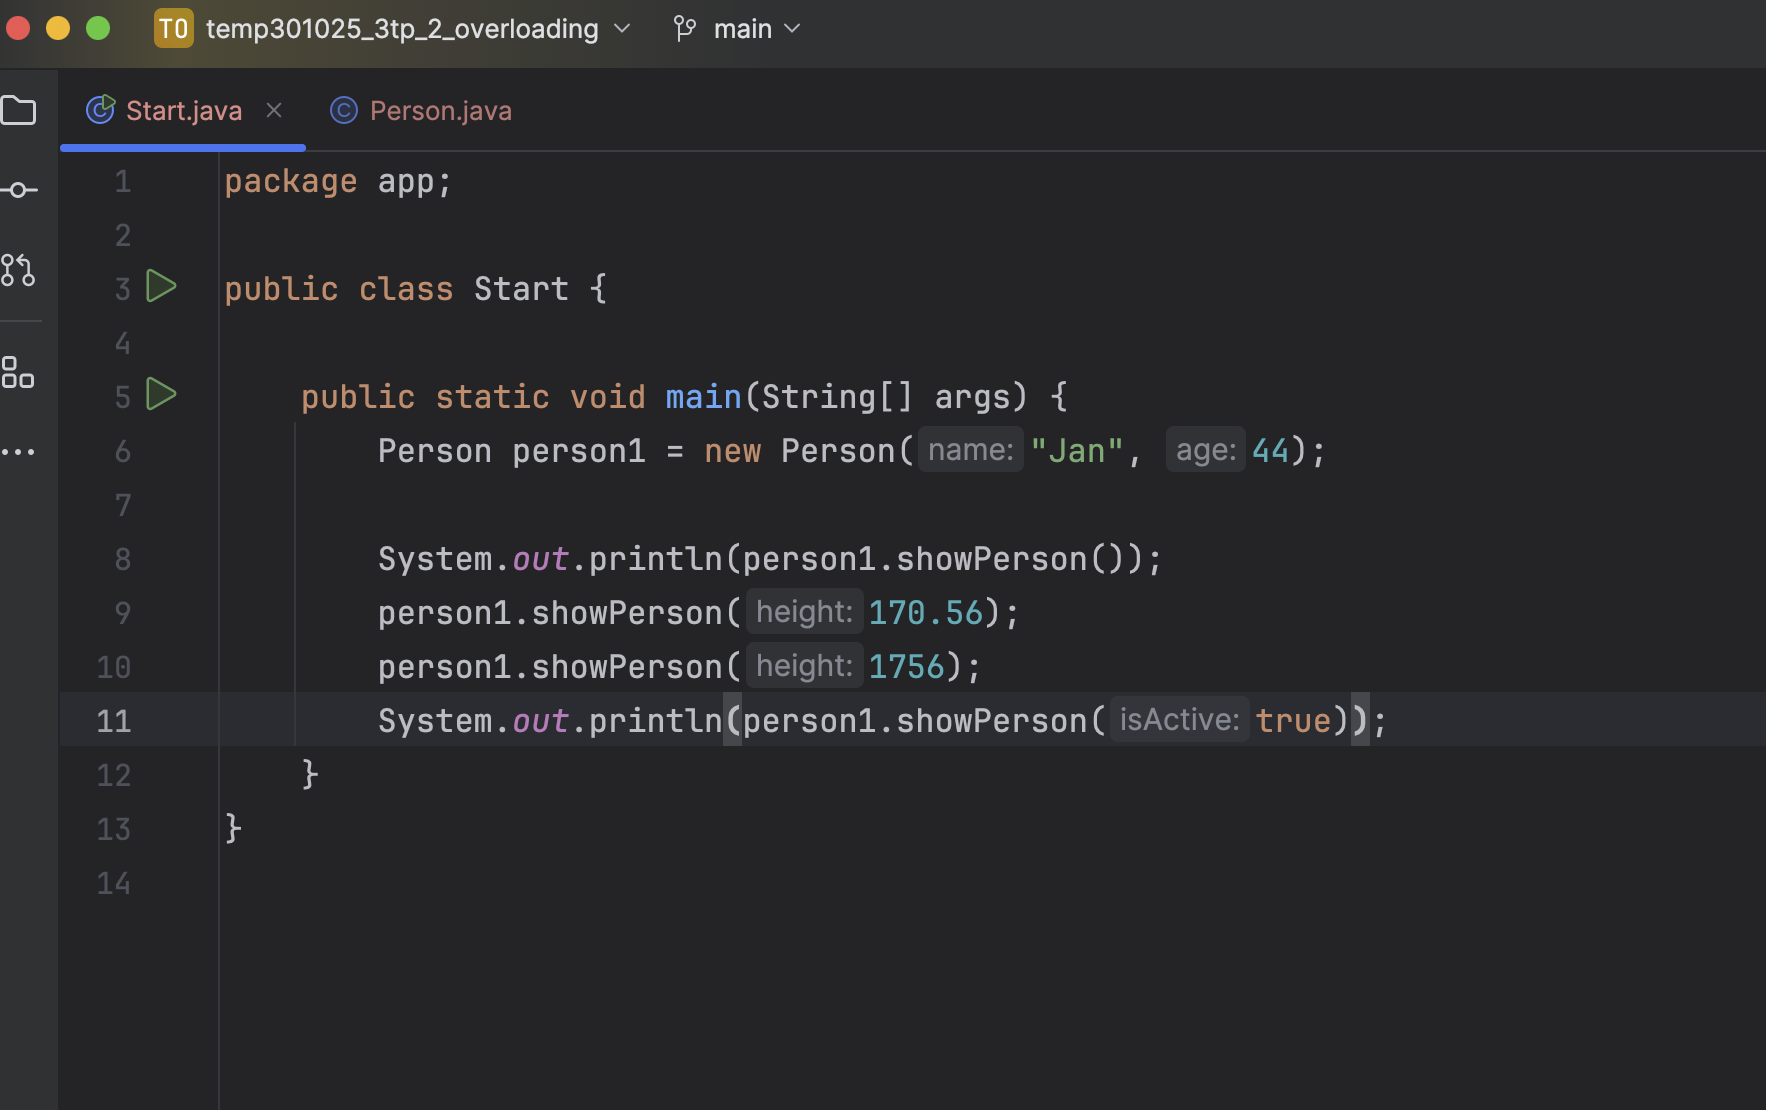 T0 temp301025_3tp_2_overloading main
Start.java Person.java
1 package app;
2
3 public class Start {
4
5 public static void main(String[] args) {
6 Person person1 = new Person( name: "Jan", age: 44);
7
8 System.out.println(person1.showPerson());
9 person1.showPerson( height: 170.56);
10 person1.showPerson( height: 1756);
11 System.out.println(person1.showPerson( isActive: true));
12 }
13 }
14